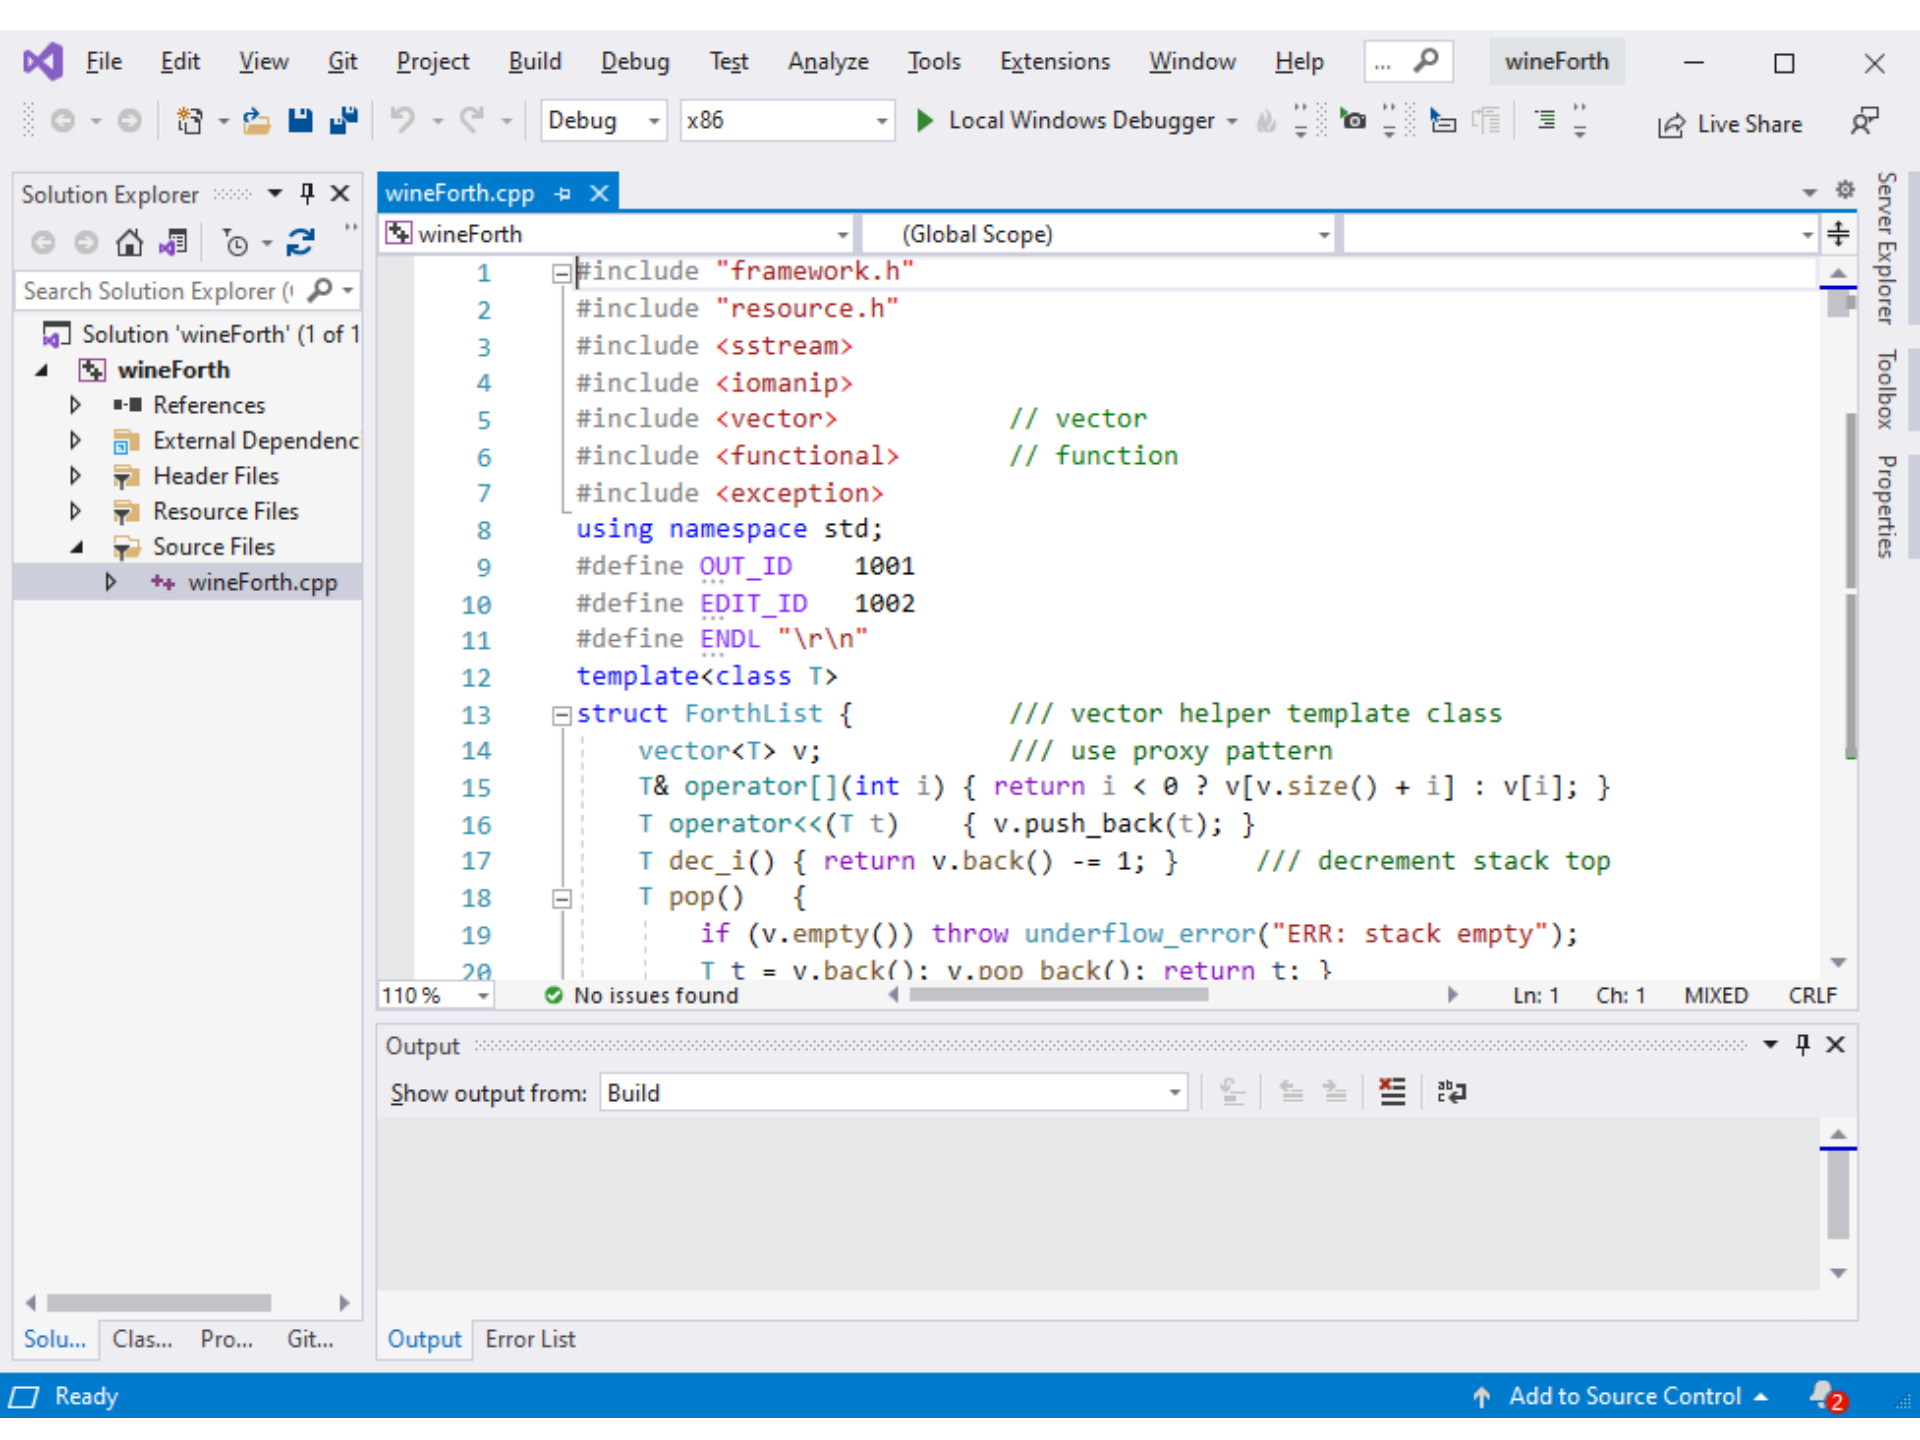 File Edit View Git Project Build Debug Test Analyze Tools Extensions Window Help ... wineForth
Debug x86 Local Windows Debugger Live Share
Solution Explorer
Search Solution Explorer (
Solution 'wineForth' (1 of 1
wineForth
References
External Dependenc
Header Files
Resource Files
Source Files
++ wineForth.cpp
wineForth.cpp
wineForth (Global Scope)
1 #include "framework.h"
2 #include "resource.h"
3 #include <sstream>
4 #include <iomanip>
5 #include <vector> // vector
6 #include <functional> // function
7 #include <exception>
8 using namespace std;
9 #define OUT_ID 1001
10 #define EDIT_ID 1002
11 #define ENDL "\r\n"
12 template<class T>
13 struct ForthList { /// vector helper template class
14 vector<T> v; /// use proxy pattern
15 T& operator[](int i) { return i < 0 ? v[v.size() + i] : v[i]; }
16 T operator<<(T t) { v.push_back(t); }
17 T dec_i() { return v.back() -= 1; } /// decrement stack top
18 T pop() {
19 if (v.empty()) throw underflow_error("ERR: stack empty");
20 T t = v.back(); v.pop_back(); return t; }
110 % No issues found Ln: 1 Ch: 1 MIXED CRLF
Output
Show output from: Build
Solu... Clas... Pro... Git...
Output Error List
Server Explorer
Toolbox
Properties
Ready Add to Source Control 2